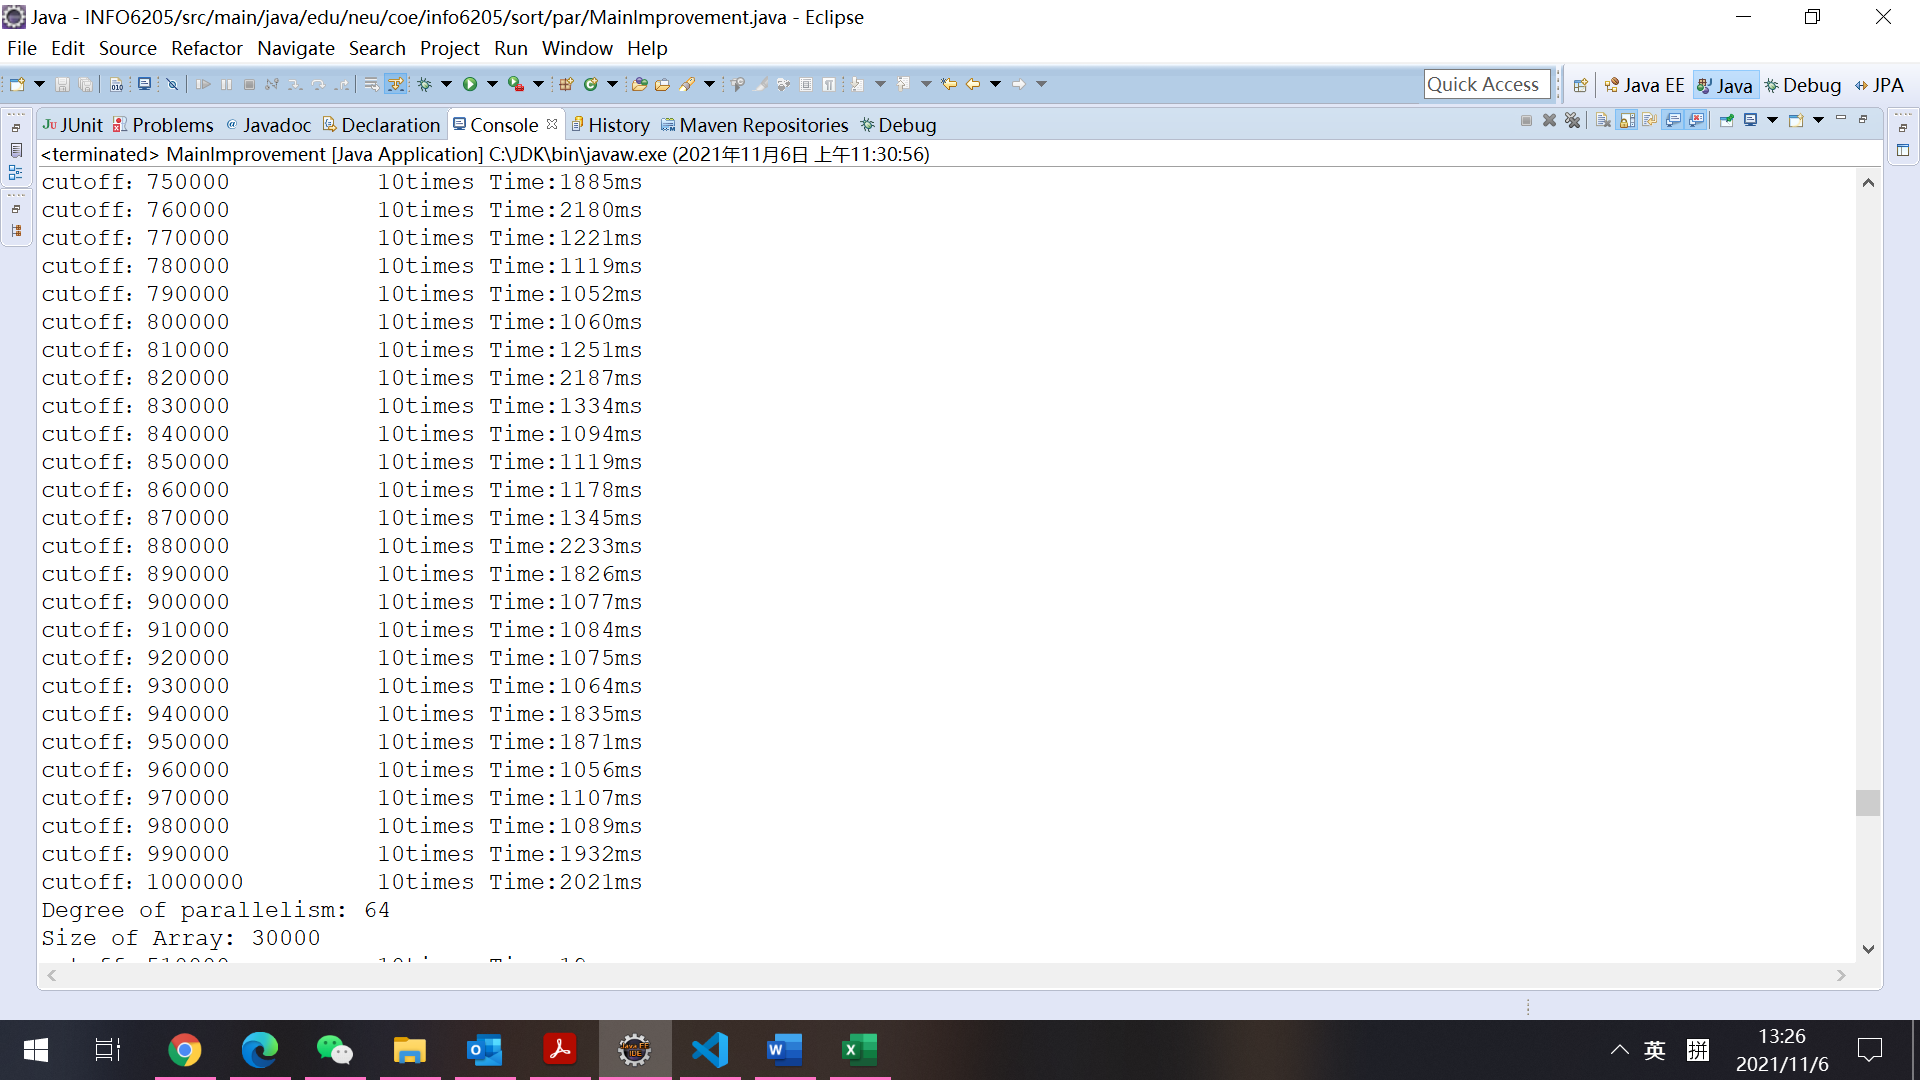 Java - INFO6205/src/main/java/edu/neu/coe/info6205/sort/par/MainImprovement.java - Eclipse
File Edit Source Refactor Navigate Search Project Run Window Help
Quick Access Java EE Java Debug JPA
JUnit Problems Javadoc Declaration Console History Maven Repositories Debug
<terminated> MainImprovement [Java Application] C:\JDK\bin\javaw.exe (2021年11月6日 上午11:30:56)
cutoff: 750000 10times Time:1885ms
cutoff: 760000 10times Time:2180ms
cutoff: 770000 10times Time:1221ms
cutoff: 780000 10times Time:1119ms
cutoff: 790000 10times Time:1052ms
cutoff: 800000 10times Time:1060ms
cutoff: 810000 10times Time:1251ms
cutoff: 820000 10times Time:2187ms
cutoff: 830000 10times Time:1334ms
cutoff: 840000 10times Time:1094ms
cutoff: 850000 10times Time:1119ms
cutoff: 860000 10times Time:1178ms
cutoff: 870000 10times Time:1345ms
cutoff: 880000 10times Time:2233ms
cutoff: 890000 10times Time:1826ms
cutoff: 900000 10times Time:1077ms
cutoff: 910000 10times Time:1084ms
cutoff: 920000 10times Time:1075ms
cutoff: 930000 10times Time:1064ms
cutoff: 940000 10times Time:1835ms
cutoff: 950000 10times Time:1871ms
cutoff: 960000 10times Time:1056ms
cutoff: 970000 10times Time:1107ms
cutoff: 980000 10times Time:1089ms
cutoff: 990000 10times Time:1932ms
cutoff: 1000000 10times Time:2021ms
Degree of parallelism: 64
Size of Array: 30000
英 拼 13:26
2021/11/6